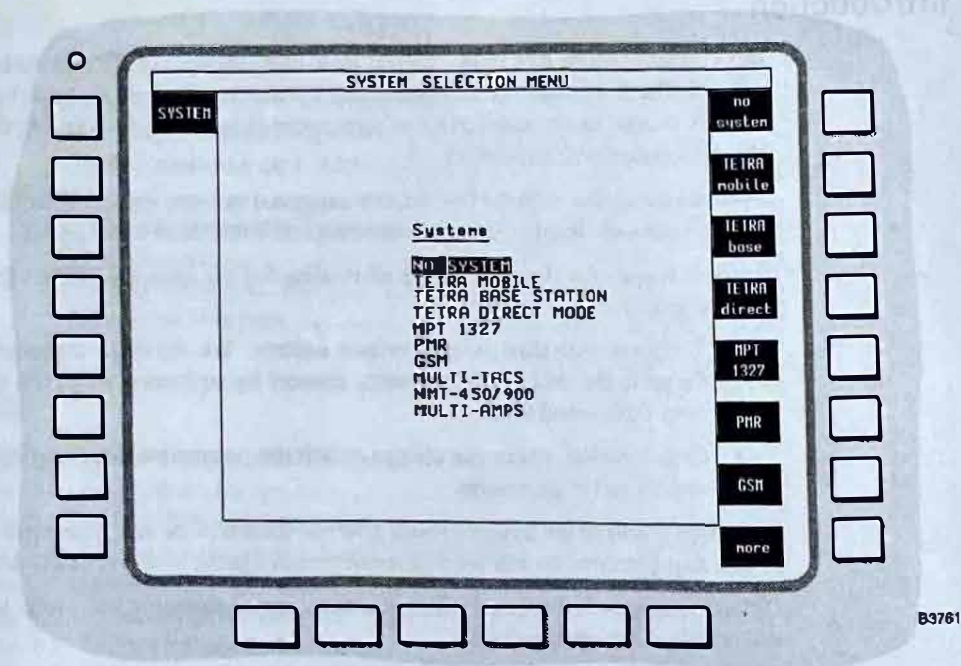 Introduction
SYSTEM SELECTION MENU
SYSTEM
Systems
NO SYSTEM
TETRA MOBILE
TETRA BASE STATION
TETRA DIRECT MODE
MPT 1327
PMR
GSM
MULTI-TACS
NMT-450/900
MULTI-AMPS
no
system
TETRA
mobile
TETRA
base
TETRA
direct
MPT
1327
PMR
GSM
more
B3761